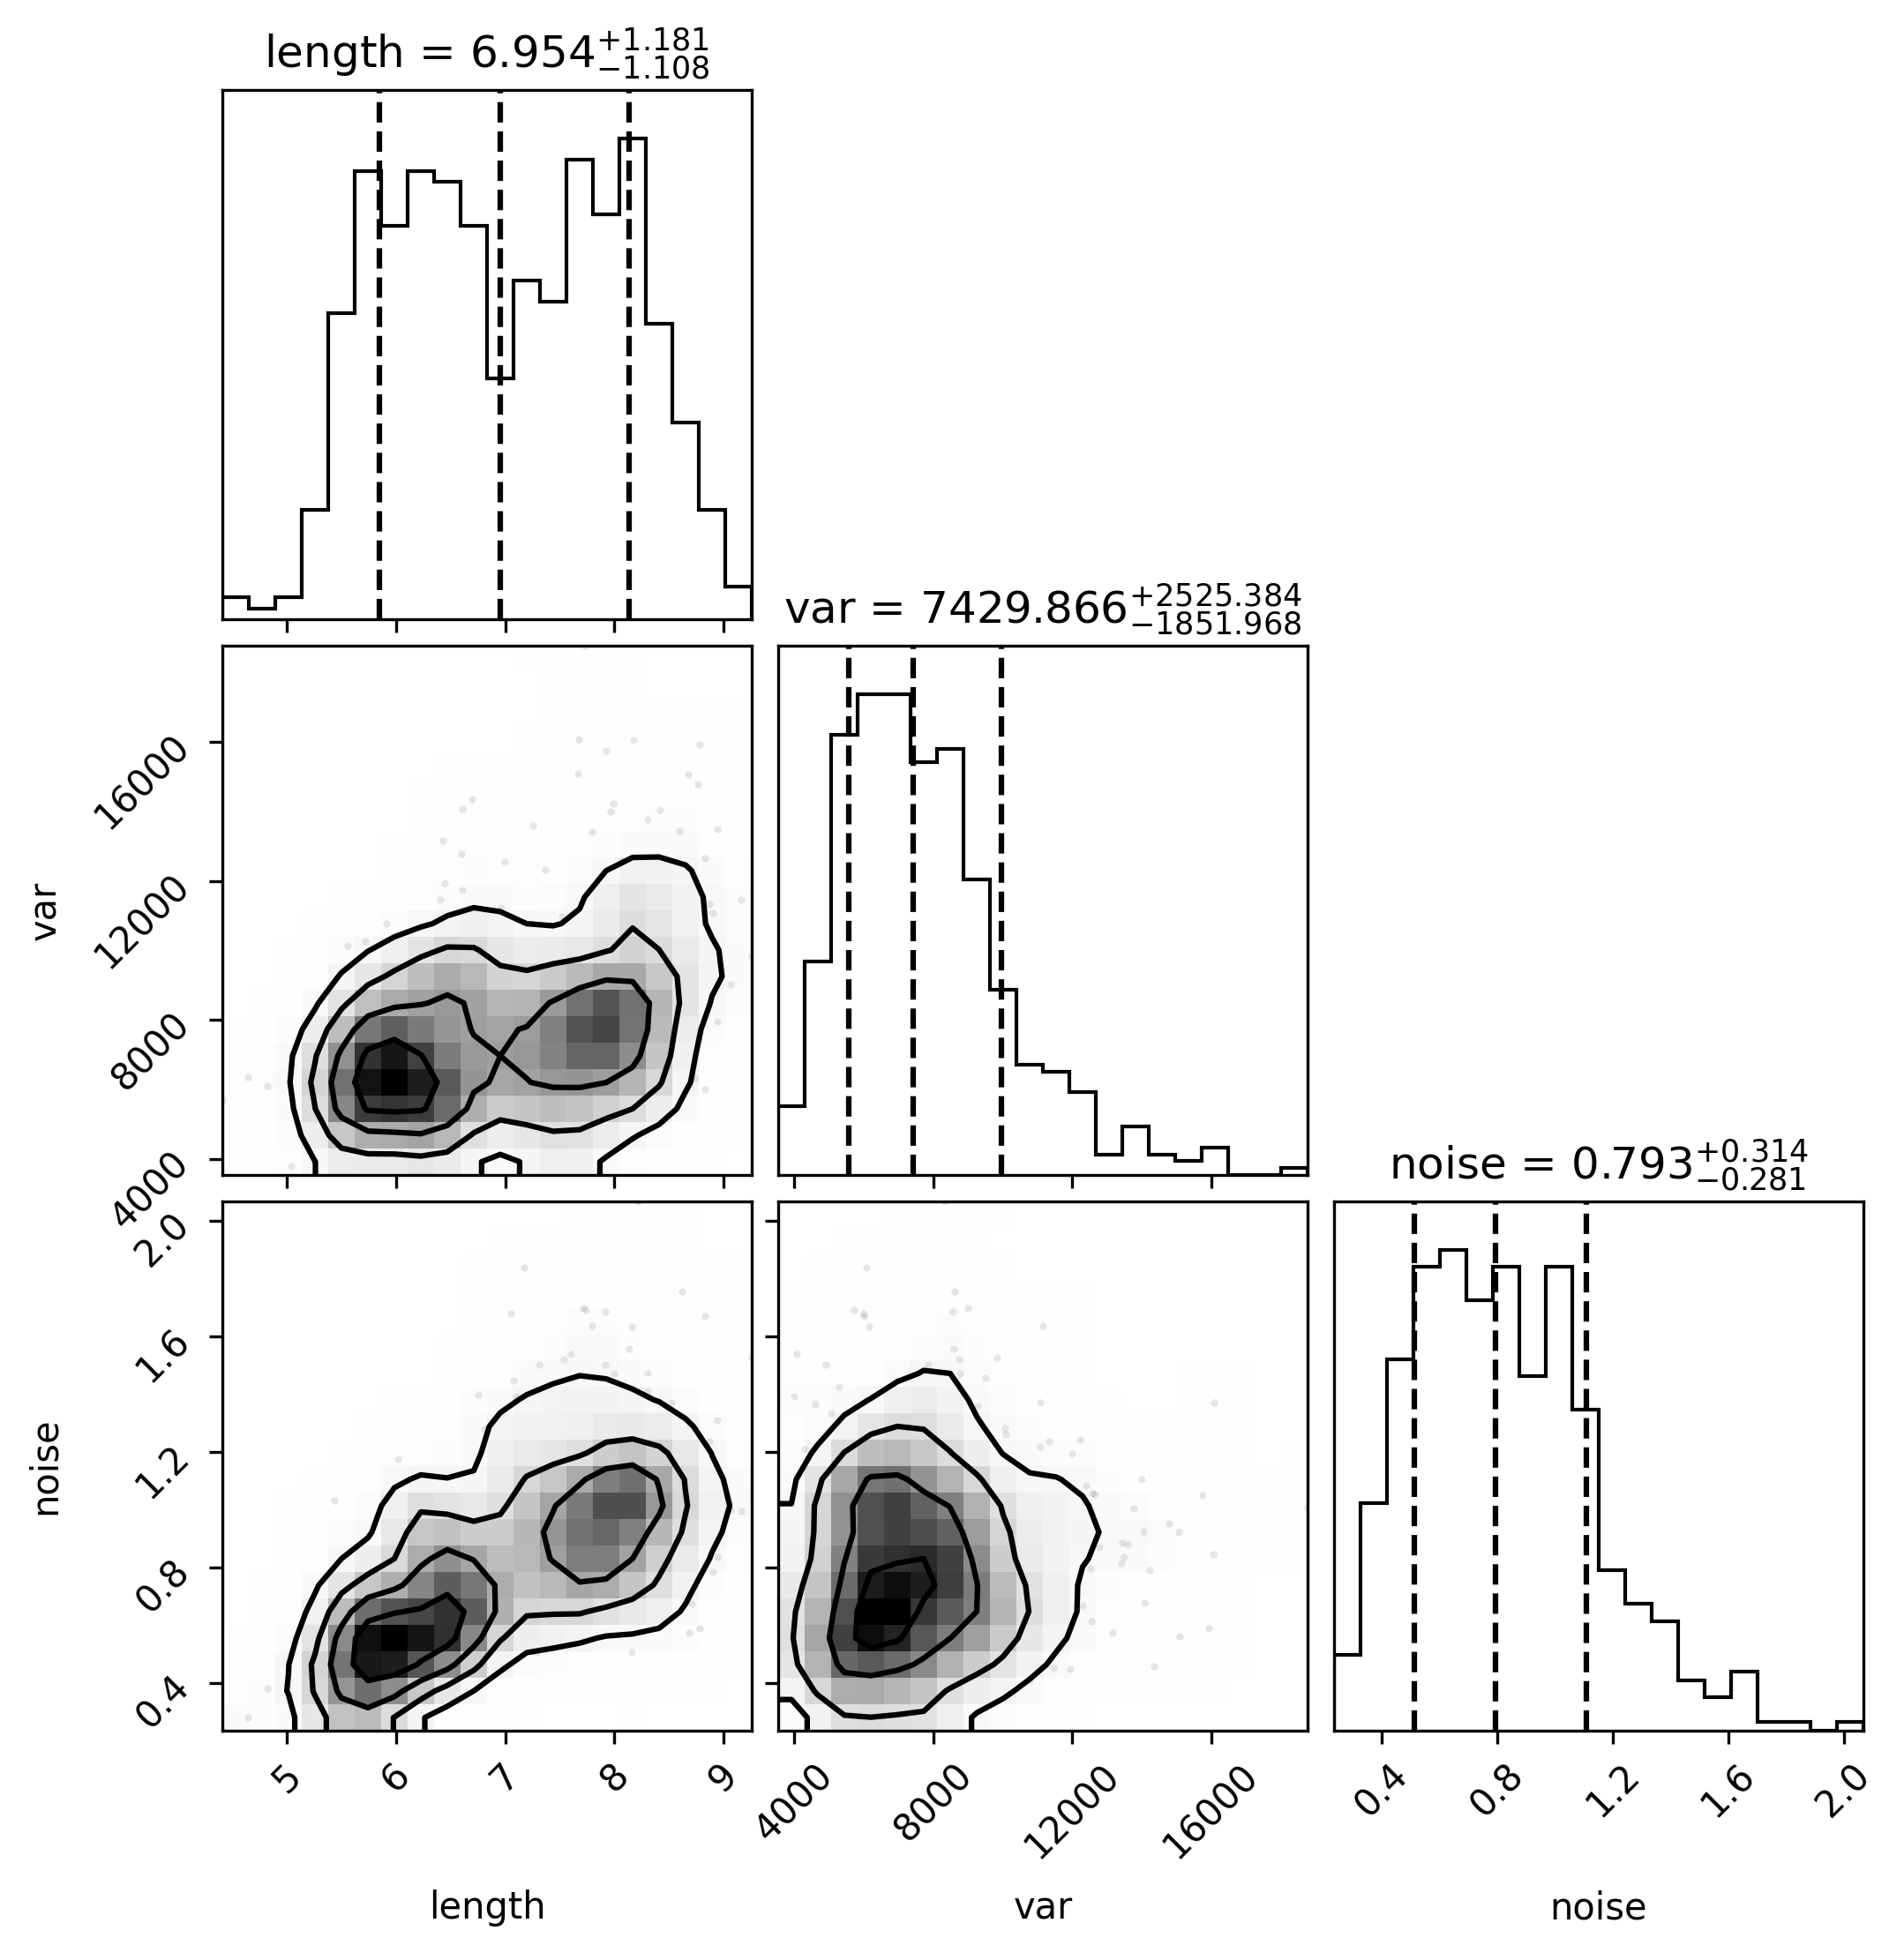 length = 6.954 +1.181 −1.108
var = 7429.866 +2525.384 −1851.968
var
16000
12000
8000
4000
noise = 0.793 +0.314 −0.281
noise
2.0
1.6
1.2
0.8
0.4
5 6 7 8 9
4000 8000 12000 16000
0.4 0.8 1.2 1.6 2.0
length
var
noise